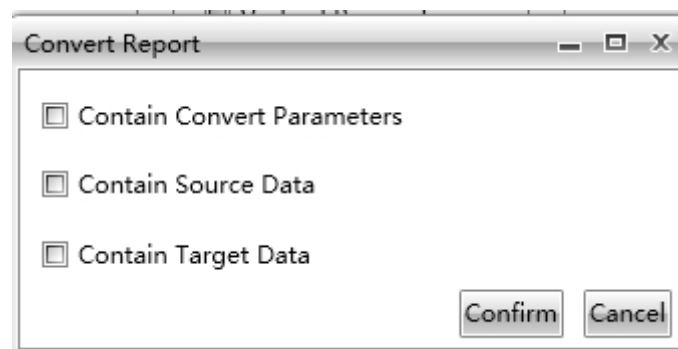 Convert Report
Contain Convert Parameters
Contain Source Data
Contain Target Data
Confirm Cancel